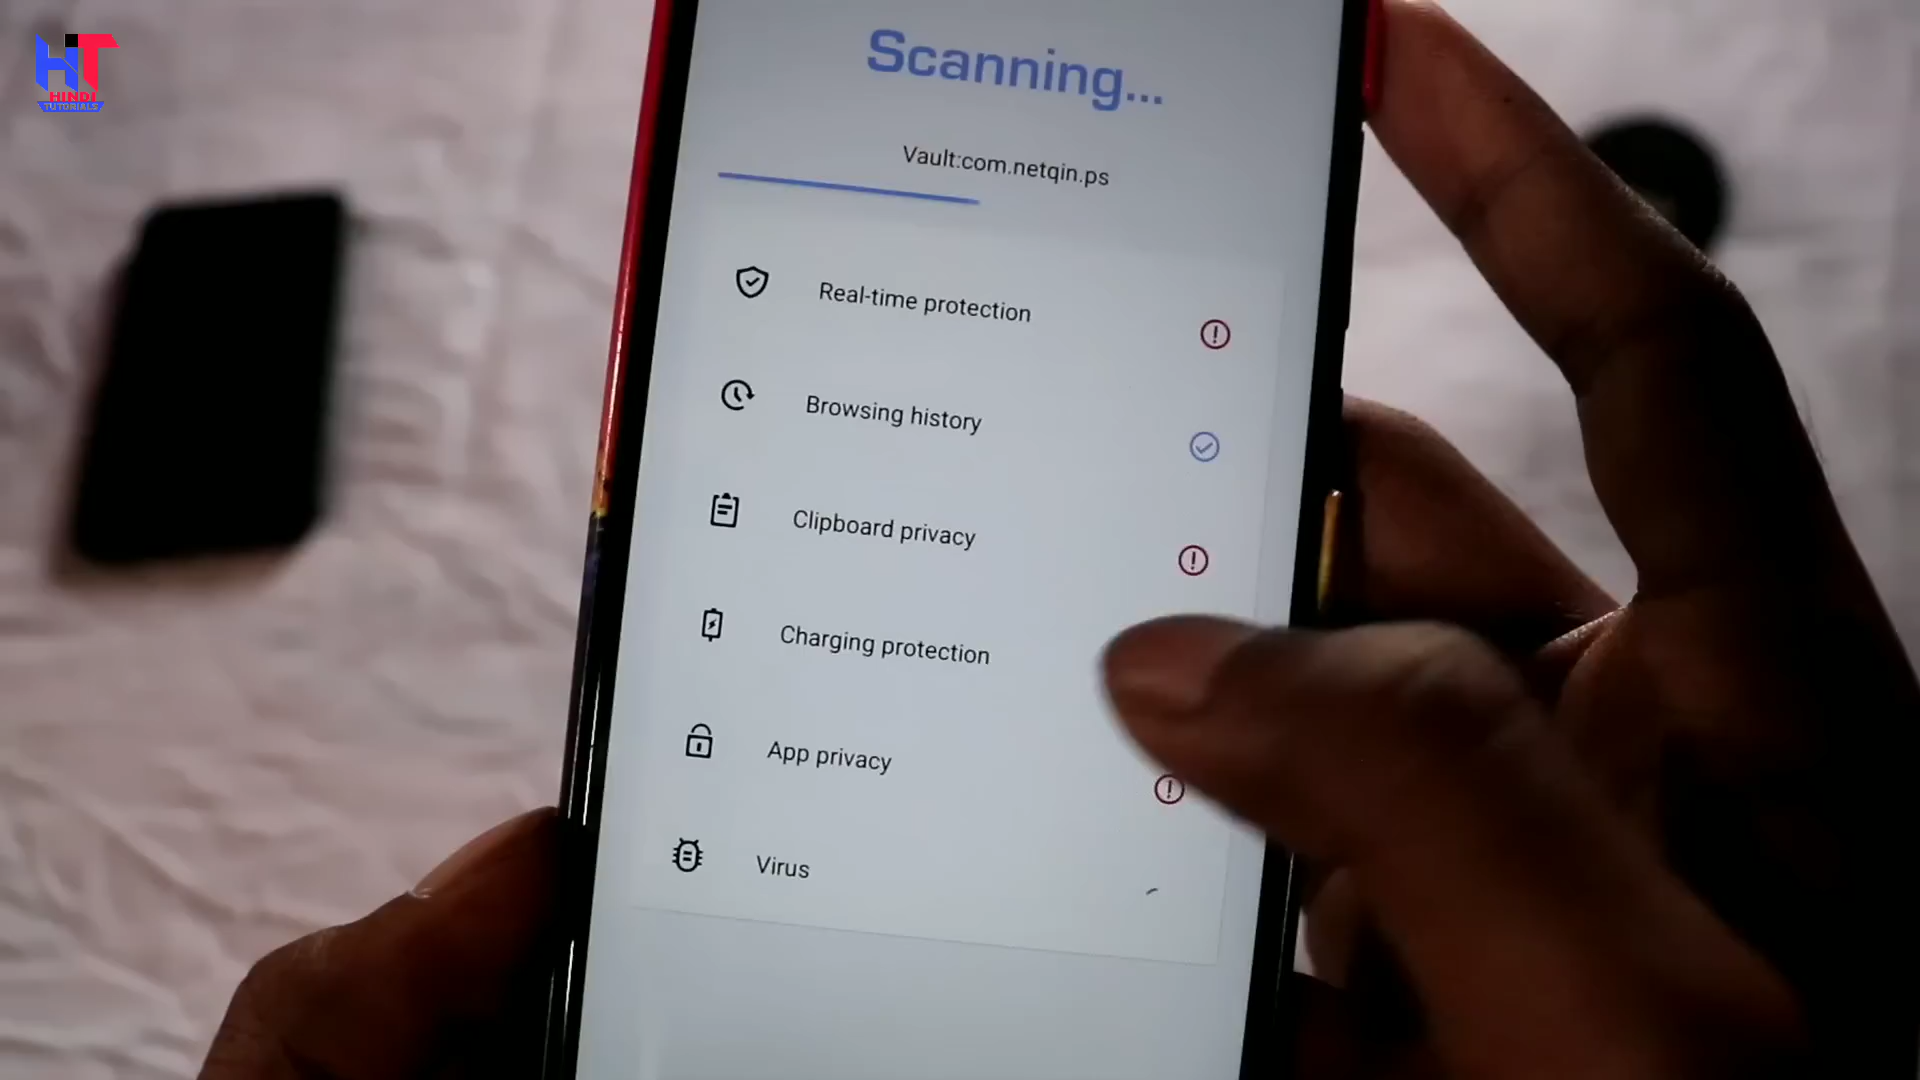 HT
HINDI
TUTORIALS
Scanning...
Vault:com.netqin.ps
Real-time protection
Browsing history
Clipboard privacy
Charging protection
App privacy
Virus